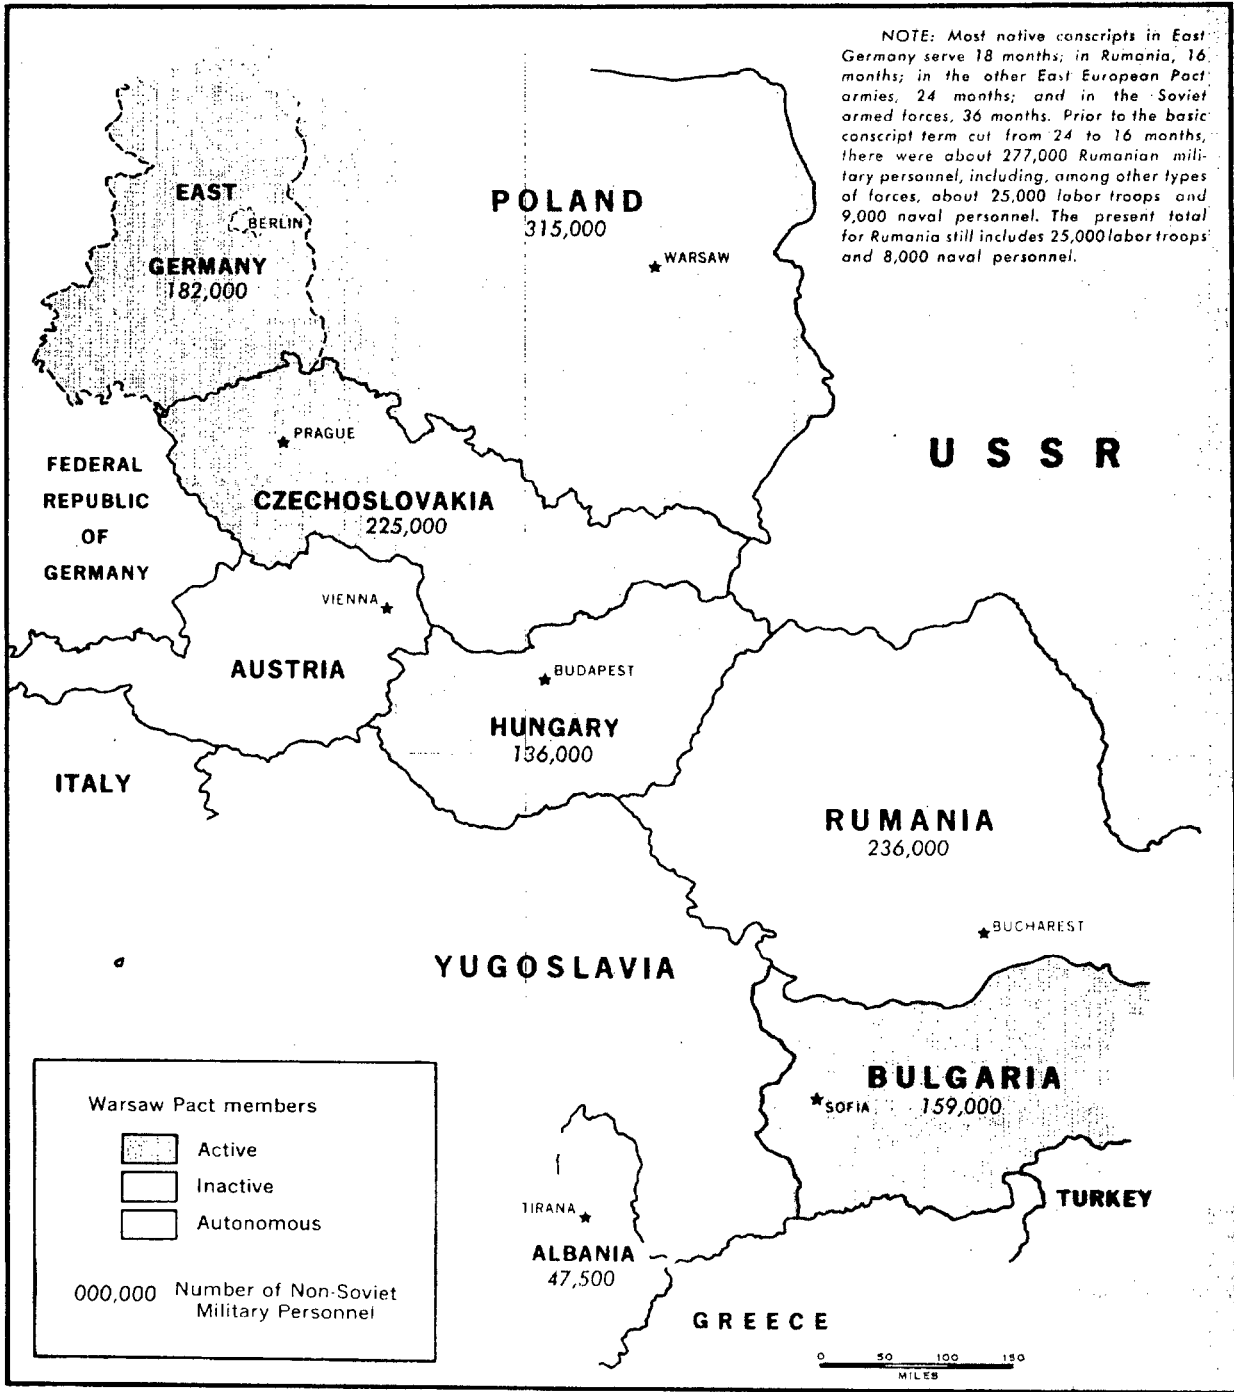 NOTE: Most native conscripts in East
Germany serve 18 months; in Rumania, 16
months; in the other East European Pact
armies, 24 months; and in the Soviet
armed forces, 36 months. Prior to the basic
conscript term cut from 24 to 16 months,
there were about 277,000 Rumanian mili-
tary personnel, including, among other types
of forces, about 25,000 labor troops and
9,000 naval personnel. The present total
for Rumania still includes 25,000 labor troops
and 8,000 naval personnel.
EAST
BERLIN
GERMANY
182,000
POLAND
315,000
WARSAW
USSR
PRAGUE
CZECHOSLOVAKIA
225,000
FEDERAL
REPUBLIC
OF
GERMANY
VIENNA
AUSTRIA
BUDAPEST
HUNGARY
136,000
ITALY
RUMANIA
236,000
BUCHAREST
YUGOSLAVIA
BULGARIA
SOFIA
159,000
TURKEY
TIRANA
ALBANIA
47,500
GREECE
Warsaw Pact members
Active
Inactive
Autonomous
000,000 Number of Non-Soviet
Military Personnel
0 50 100 150
MILES